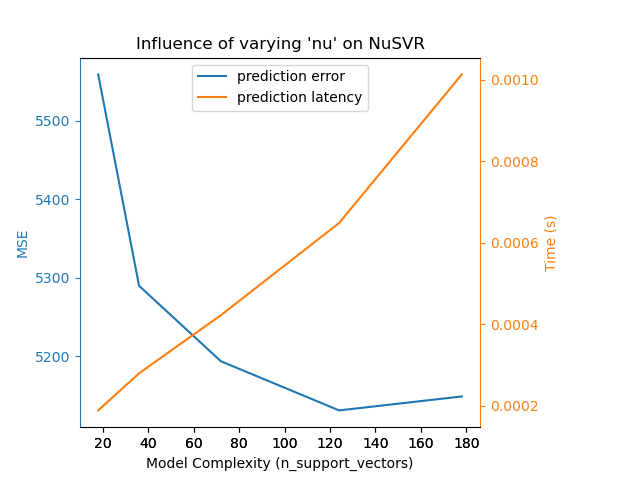 Influence of varying 'nu' on NuSVR
prediction error
prediction latency
5500
5400
5300
5200
MSE
0.0010
0.0008
0.0006
0.0004
0.0002
Time (s)
20 40 60 80 100 120 140 160 180
Model Complexity (n_support_vectors)